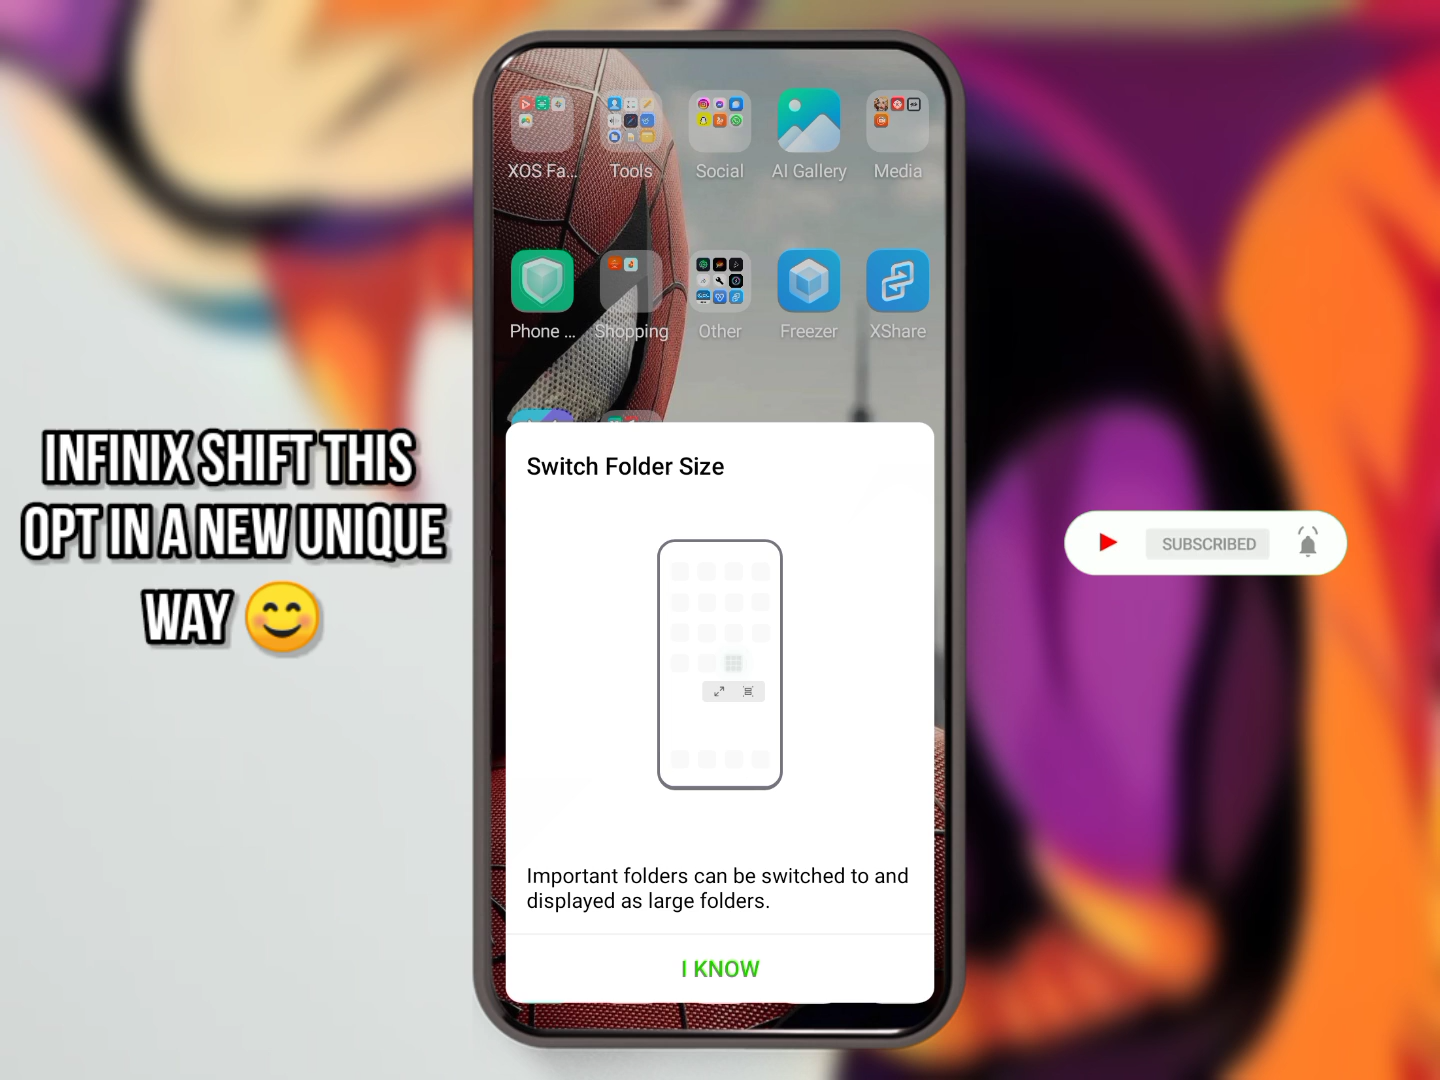 XOS Fa...
Tools
Social
AI Gallery
Media
Phone ...
Shopping
Other
Freezer
XShare
INFINIX SHIFT THIS
OPT IN A NEW UNIQUE
WAY 😊
Switch Folder Size
Important folders can be switched to and
displayed as large folders.
I KNOW
SUBSCRIBED